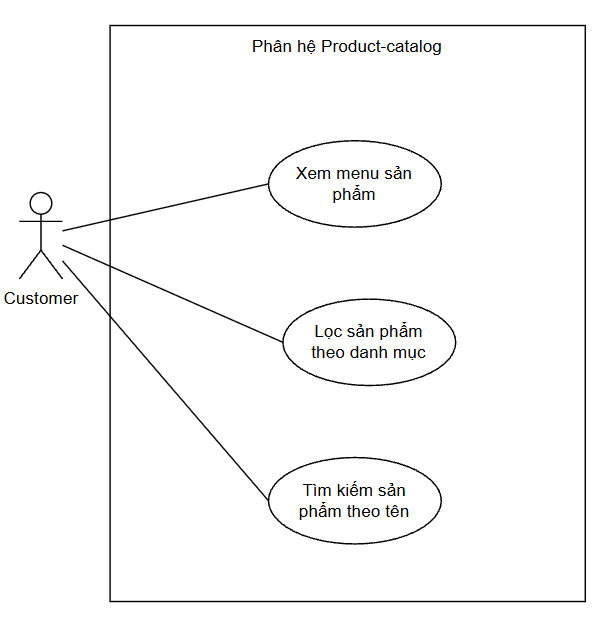 Phân hệ Product-catalog
Xem menu sản
phẩm
Customer
Lọc sản phẩm
theo danh mục
Tìm kiếm sản
phẩm theo tên